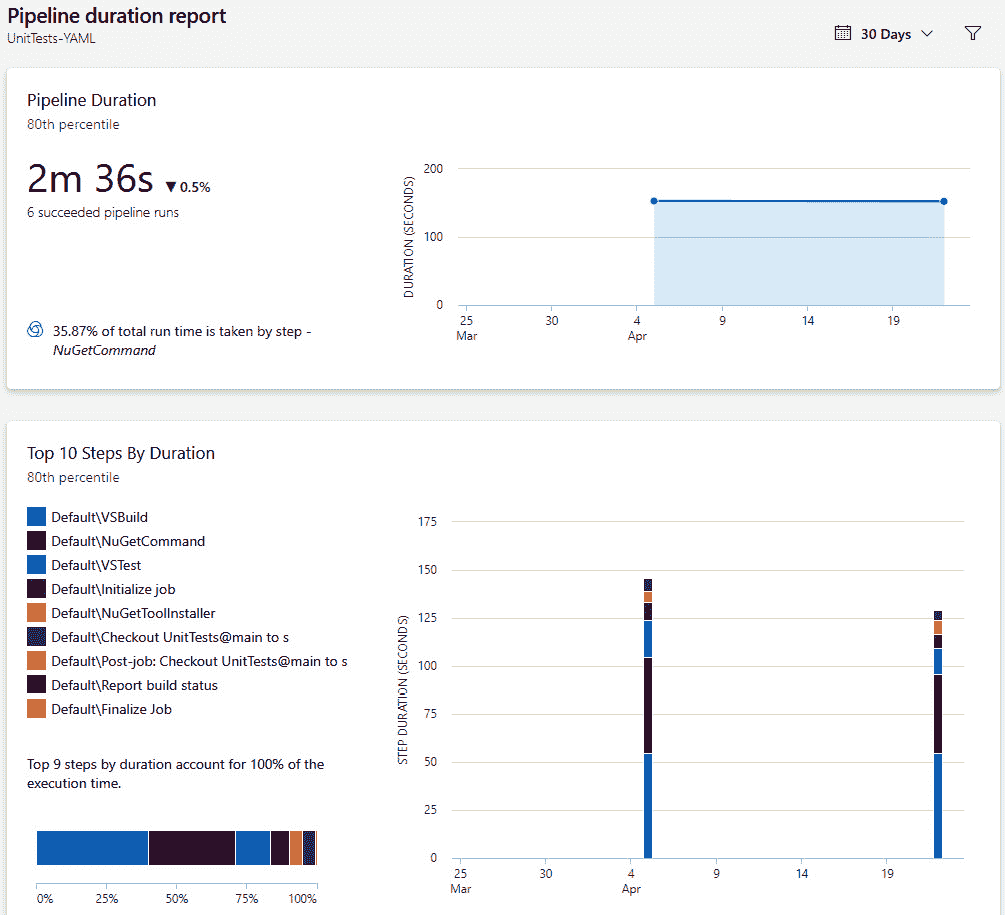 Pipeline duration report
UnitTests-YAML
30 Days
Pipeline Duration
80th percentile
2m 36s ▼ 0.5%
6 succeeded pipeline runs
35.87% of total run time is taken by step -
NuGetCommand
DURATION (SECONDS)
200
100
0
25 30 4 9 14 19
Mar Apr
Top 10 Steps By Duration
80th percentile
Default\VSBuild
Default\NuGetCommand
Default\VSTest
Default\Initialize job
Default\NuGetToolInstaller
Default\Checkout UnitTests@main to s
Default\Post-job: Checkout UnitTests@main to s
Default\Report build status
Default\Finalize Job
Top 9 steps by duration account for 100% of the
execution time.
0% 25% 50% 75% 100%
STEP DURATION (SECONDS)
175
150
125
100
75
50
25
0
25 30 4 9 14 19
Mar Apr